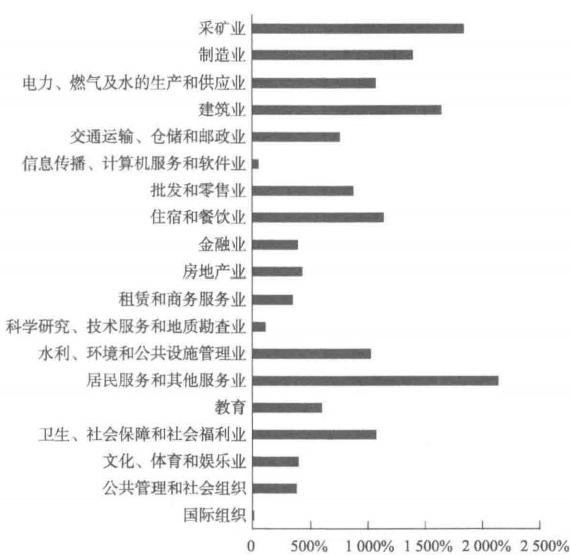 采矿业
制造业
电力、燃气及水的生产和供应业
建筑业
交通运输、仓储和邮政业
信息传播、计算机服务和软件业
批发和零售业
住宿和餐饮业
金融业
房地产业
租赁和商务服务业
科学研究、技术服务和地质勘查业
水利、环境和公共设施管理业
居民服务和其他服务业
教育
卫生、社会保障和社会福利业
文化、体育和娱乐业
公共管理和社会组织
国际组织
0 500% 1 000% 1 500% 2 000% 2 500%